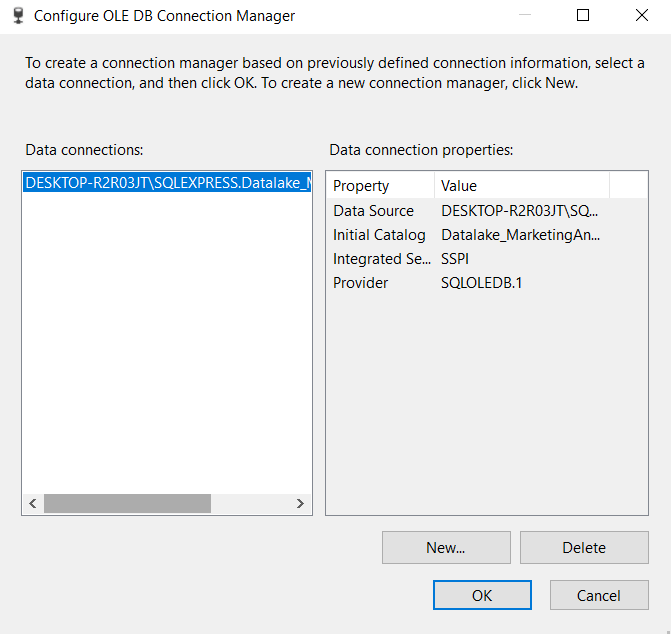 Configure OLE DB Connection Manager
To create a connection manager based on previously defined connection information, select a
data connection, and then click OK. To create a new connection manager, click New.
Data connections:
DESKTOP-R2R03JT\SQLEXPRESS.Datalake_M
Data connection properties:
Property Value
Data Source DESKTOP-R2R03JT\SQ...
Initial Catalog Datalake_MarketingAn...
Integrated Se... SSPI
Provider SQLOLEDB.1
New... Delete
OK Cancel